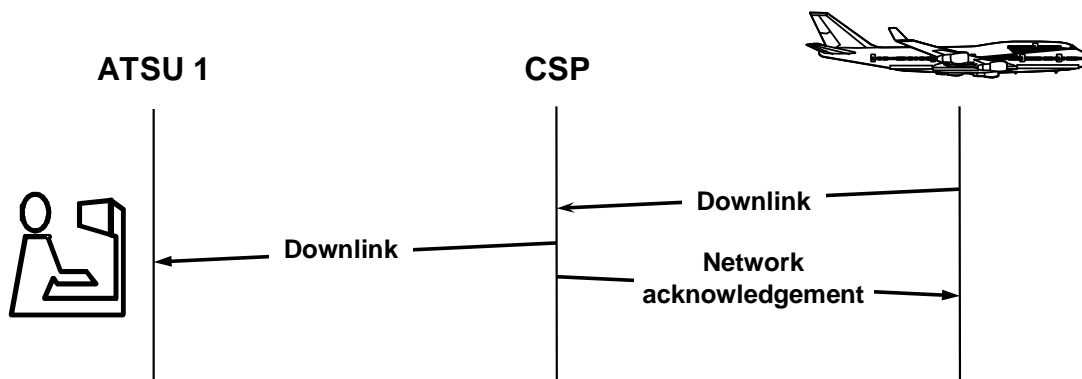 ATSU 1
CSP
Downlink
Downlink
Network
acknowledgement